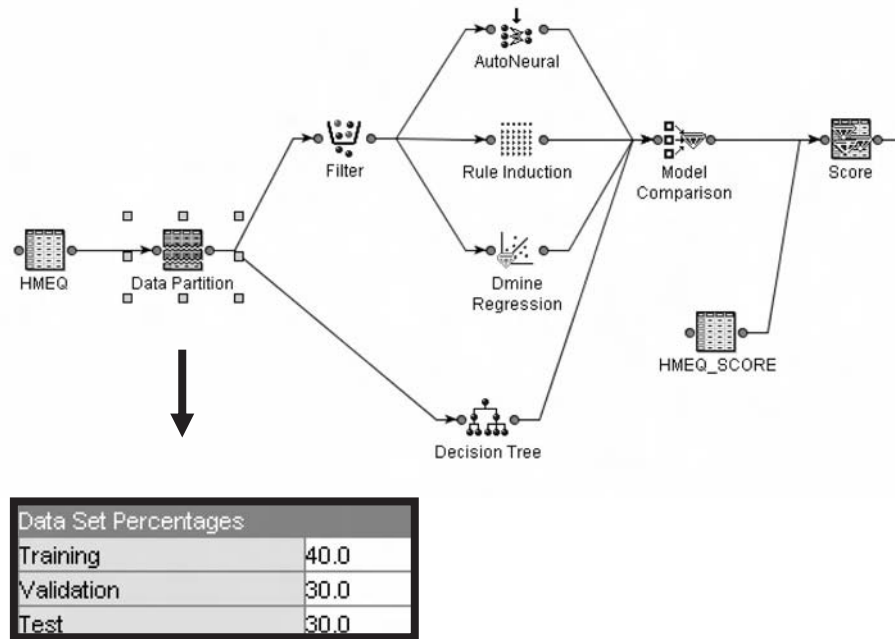 AutoNeural
Filter
Rule Induction
Model
Comparison
Score
HMEQ
Data Partition
Dmine
Regression
HMEQ_SCORE
Decision Tree
Data Set Percentages
Training 40.0
Validation 30.0
Test 30.0